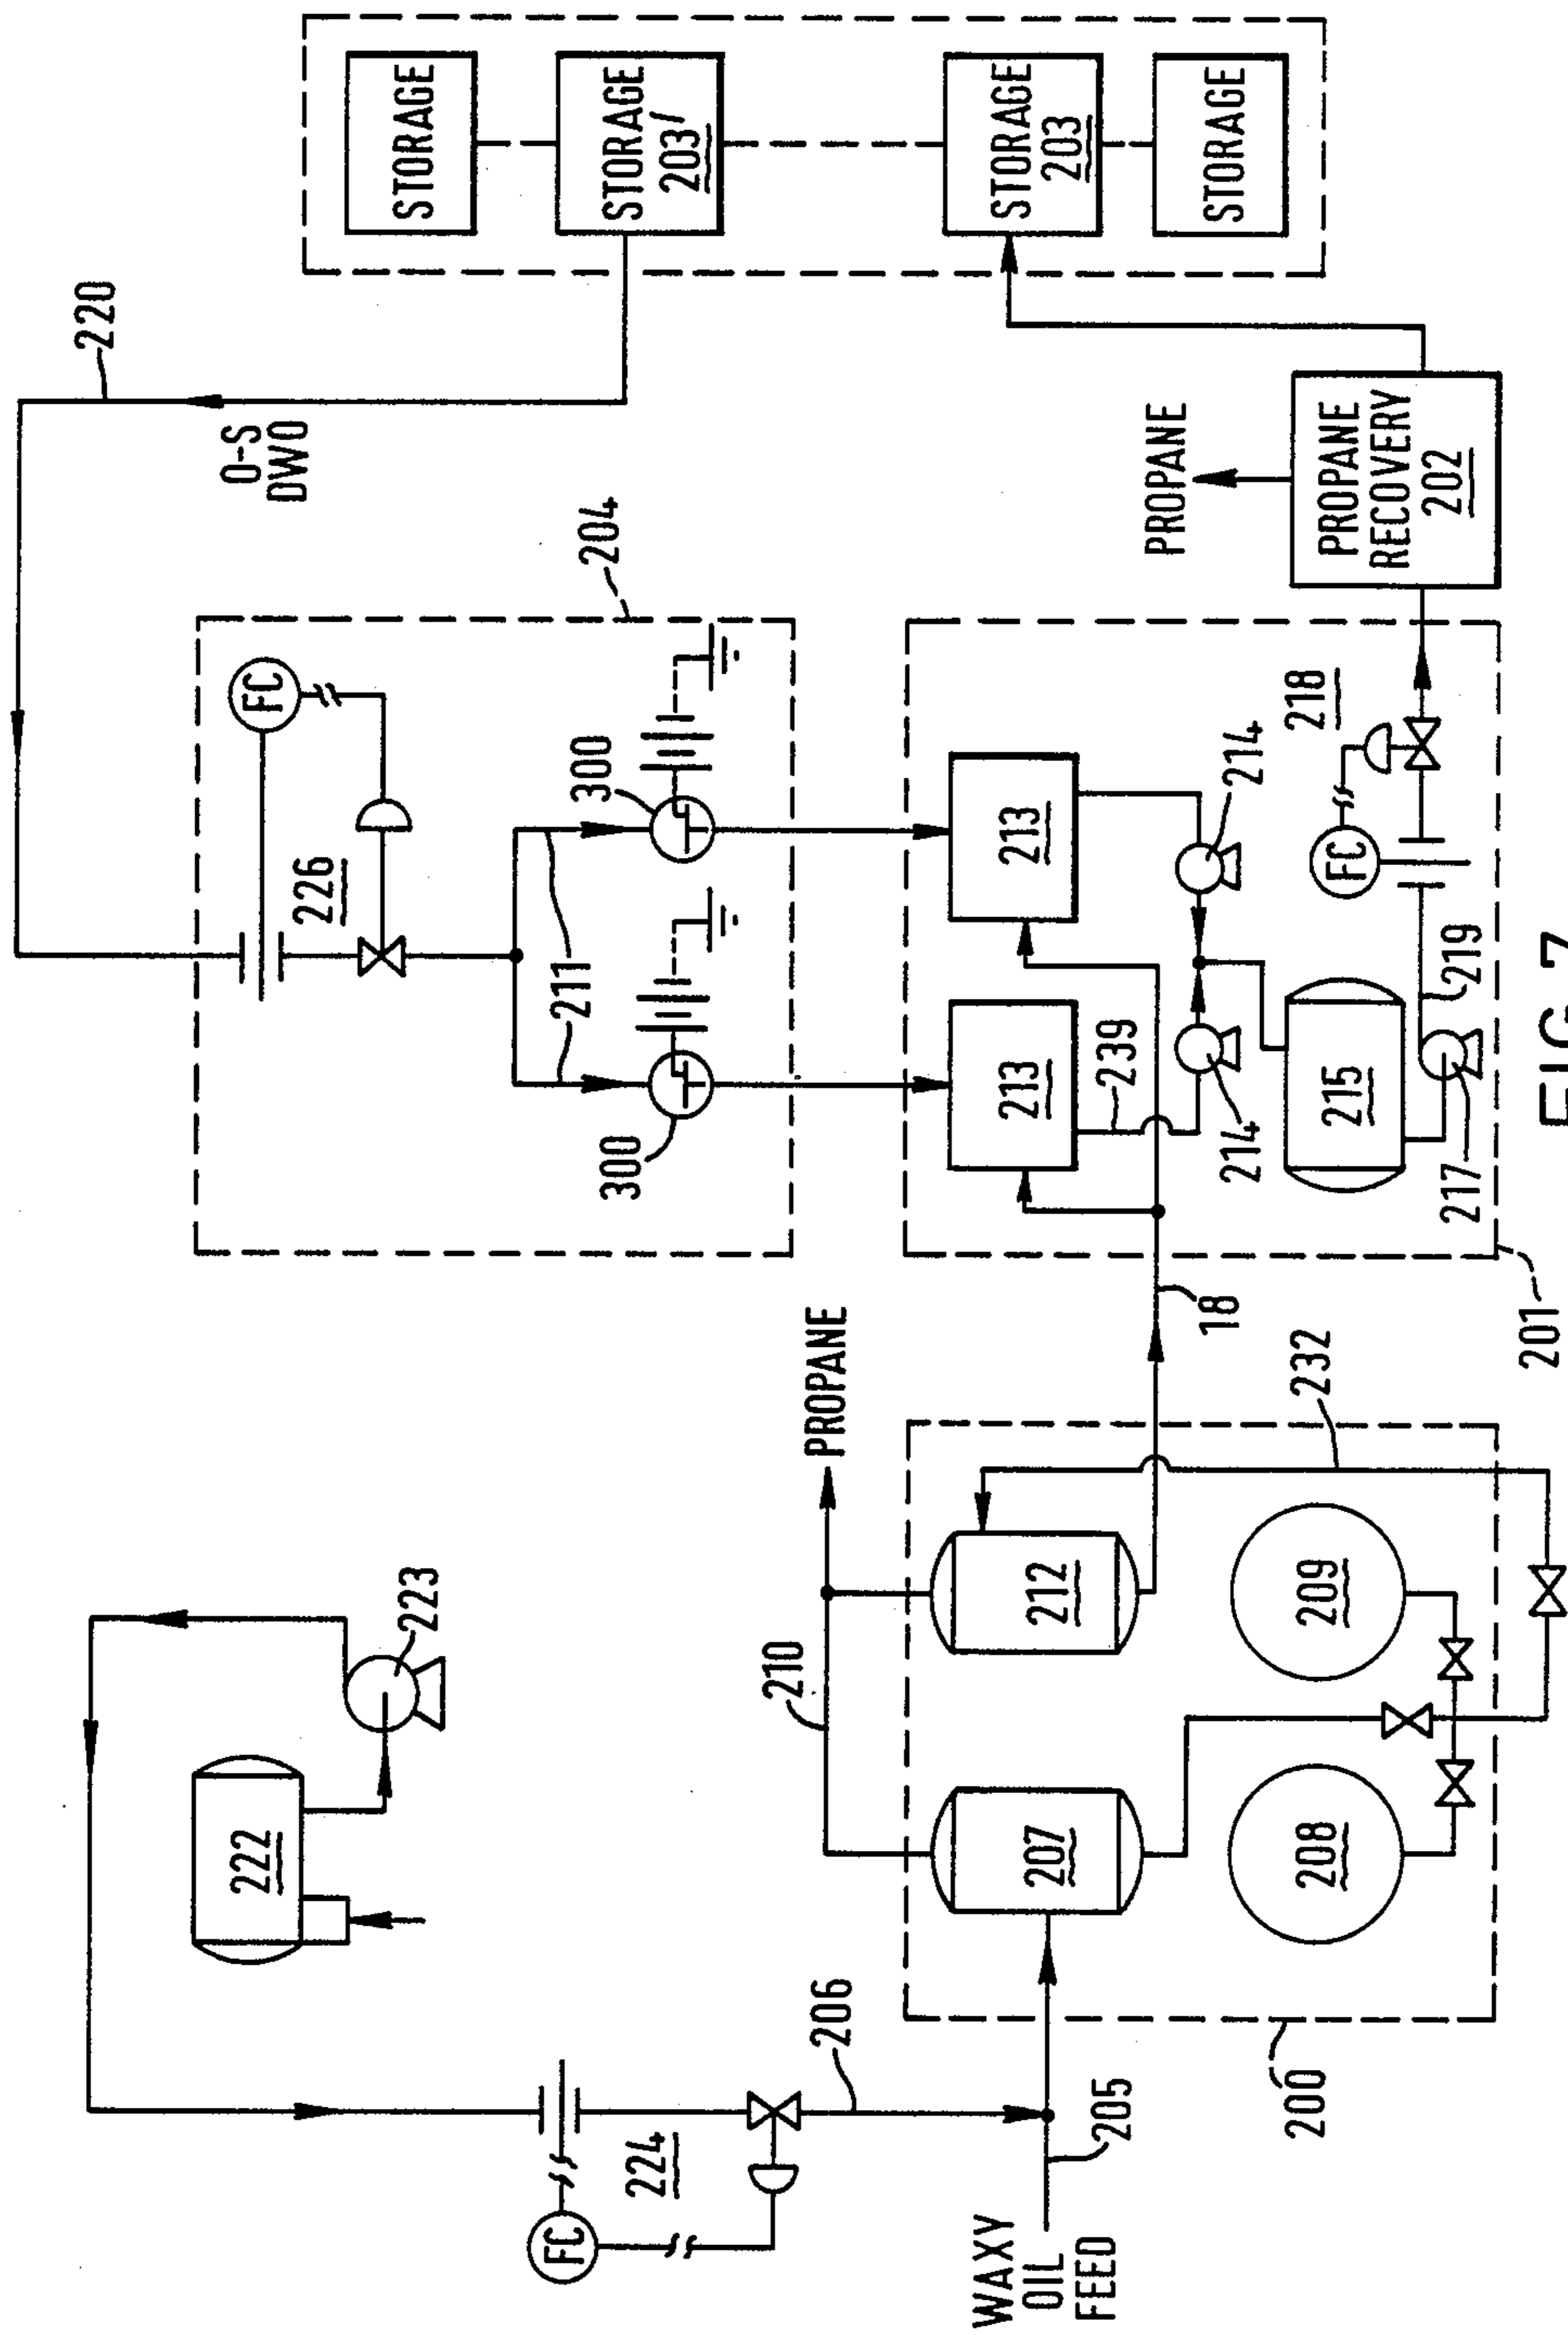 220
O-S
DWO
STORAGE
STORAGE
203'
STORAGE
203
STORAGE
204
FC
226
211
300
300
213
213
214
214
239
215
217
219
218
FC
201
PROPANE
PROPANE
RECOVERY
202
18
232
PROPANE
210
212
207
209
208
200
223
222
206
205
224
FC
WAXY
OIL
FEED
FIG. 7